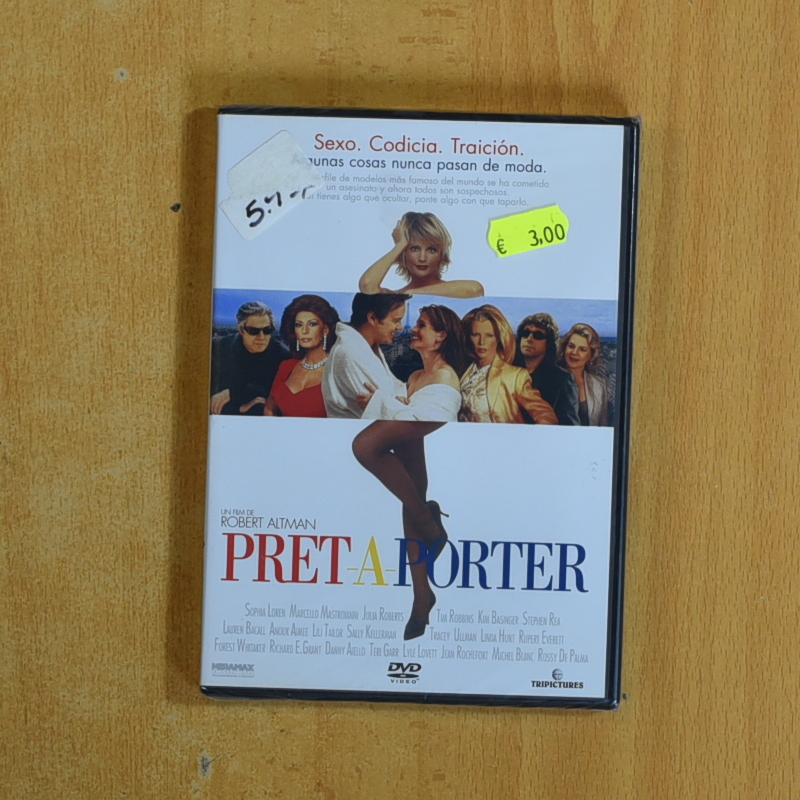 Sexo. Codicia. Traición.
unas cosas nunca pasan de moda.
file de modelos más famoso del mundo se ha cometido
un asesinato y ahora todos son sospechosos.
tienes algo que ocultar, ponte algo con que taparlo.
€ 3,00
UN FILM DE
ROBERT ALTMAN
PRET-A-PORTER
SOPHIA LOREN MARCELLO MASTROIANNI JULIA ROBERTS TIM ROBBINS KIM BASINGER STEPHEN REA
LAUREN BACALL ANOUK AIMEE LILI TAILOR SALLY KELLERMAN TRACEY ULLMAN LINDA HUNT RUPERT EVERETT
FOREST WHITAKER RICHARD E.GRANT DANNY AIELLO TERI GARR LYLE LOVETT JEAN ROCHEFORT MICHEL BLANC ROSSY DE PALMA
MIRAMAX
DVD
VIDEO
TRIPICTURES